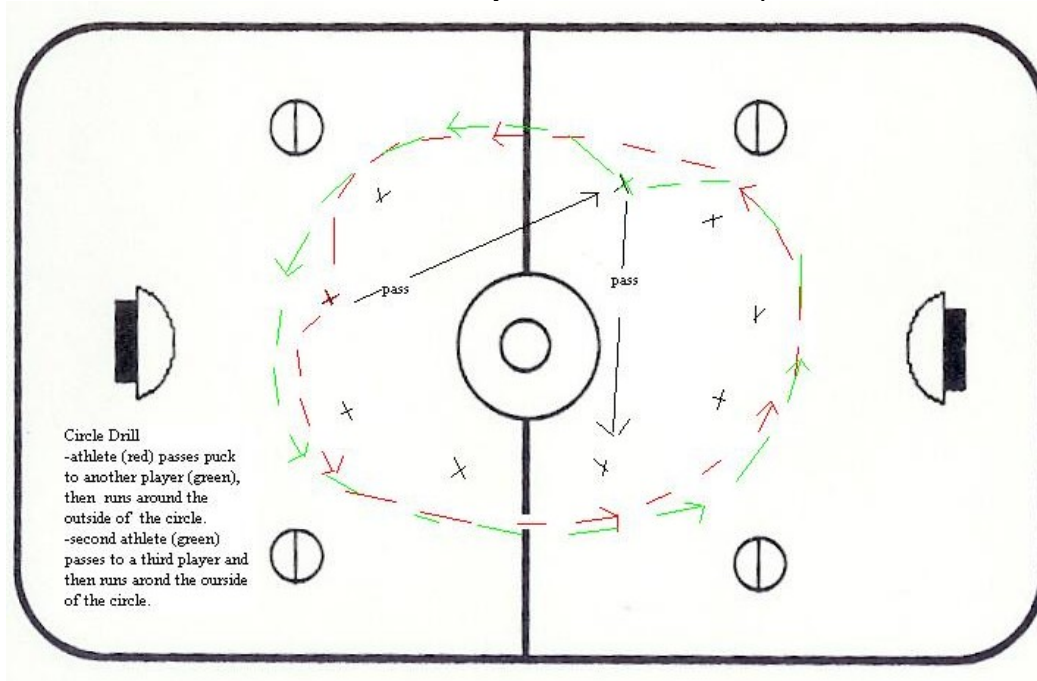 pass
pass
Circle Drill
-athlete (red) passes puck
to another player (green),
then runs around the
outside of the circle.
-second athlete (green)
passes to a third player and
then runs arond the ourside
of the circle.